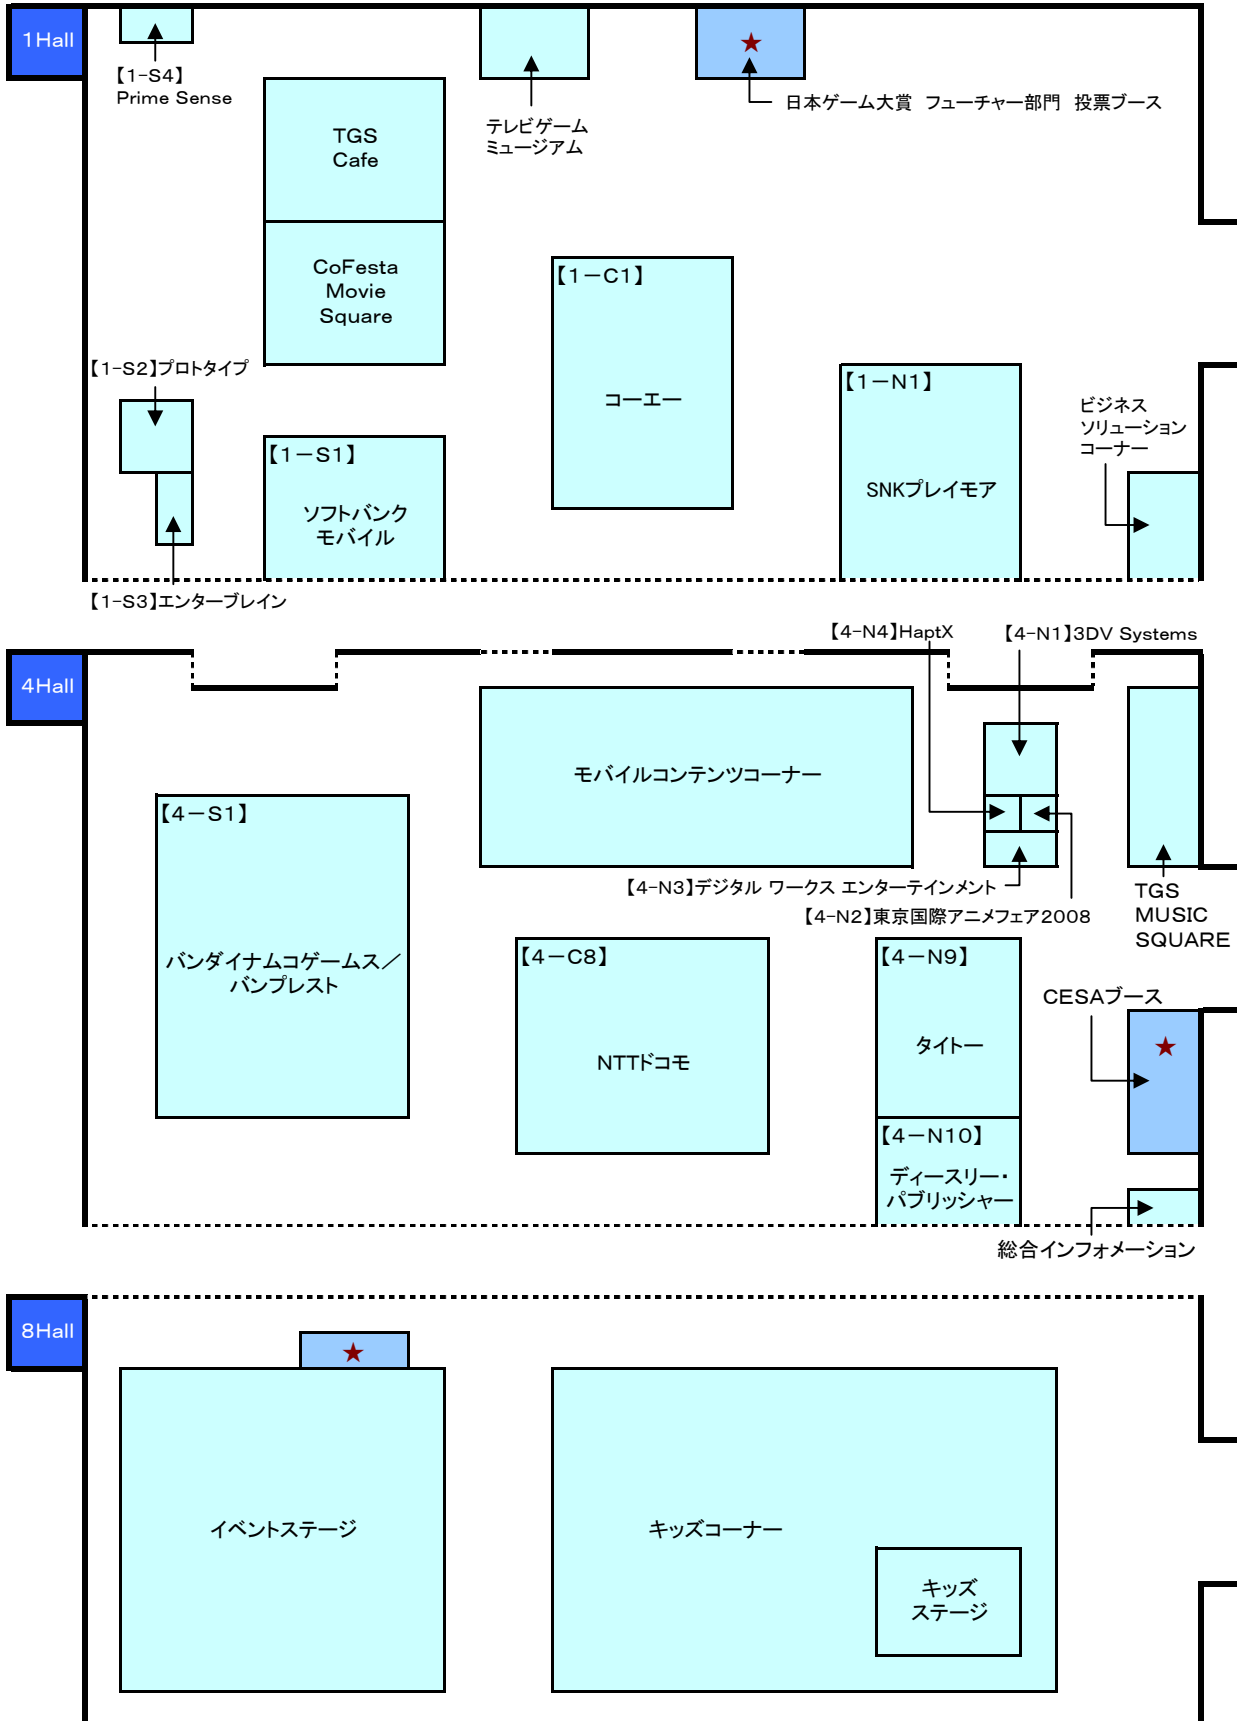 1Hall
【1-S4】
Prime Sense
テレビゲーム
ミュージアム
★
日本ゲーム大賞 フューチャー部門 投票ブース
TGS
Cafe
CoFesta
Movie
Square
【1-S2】プロトタイプ
【1-S3】エンターブレイン
【1－S1】
ソフトバンク
モバイル
【1－C1】
コーエー
【1－N1】
SNKプレイモア
ビジネス
ソリューション
コーナー
4Hall
【4-N4】HaptX
【4-N1】3DV Systems
モバイルコンテンツコーナー
【4－S1】
バンダイナムコゲームス／
バンプレスト
【4-N3】デジタル ワークス エンターテインメント
【4-N2】東京国際アニメフェア2008
TGS
MUSIC
SQUARE
【4－C8】
NTTドコモ
【4－N9】
タイトー
【4－N10】
ディースリー・
パブリッシャー
CESAブース
★
総合インフォメーション
8Hall
★
イベントステージ
キッズコーナー
キッズ
ステージ